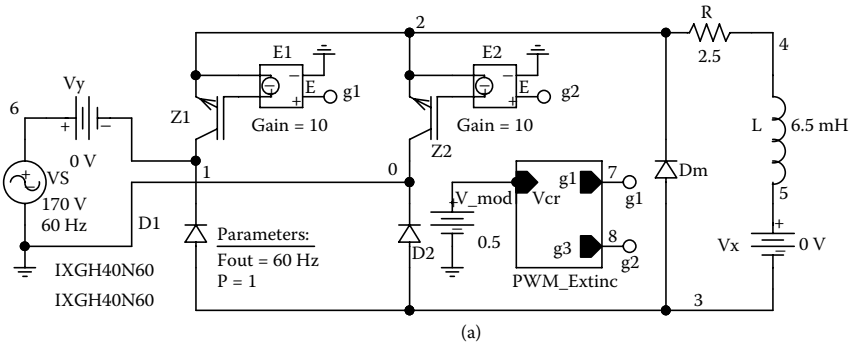 2
R
2.5
4
E1
E
g1
Gain = 10
E2
E
g2
Gain = 10
Vy
6
+ −
0 V
Z1
Z2
1
0
VS
170 V
60 Hz
D1
Parameters:
Fout = 60 Hz
P = 1
D2
V_mod
0.5
Vcr
g1
7
g1
g3
8
g2
PWM_Extinc
Dm
L
6.5 mH
5
+
Vx
0 V
−
3
IXGH40N60
IXGH40N60
(a)